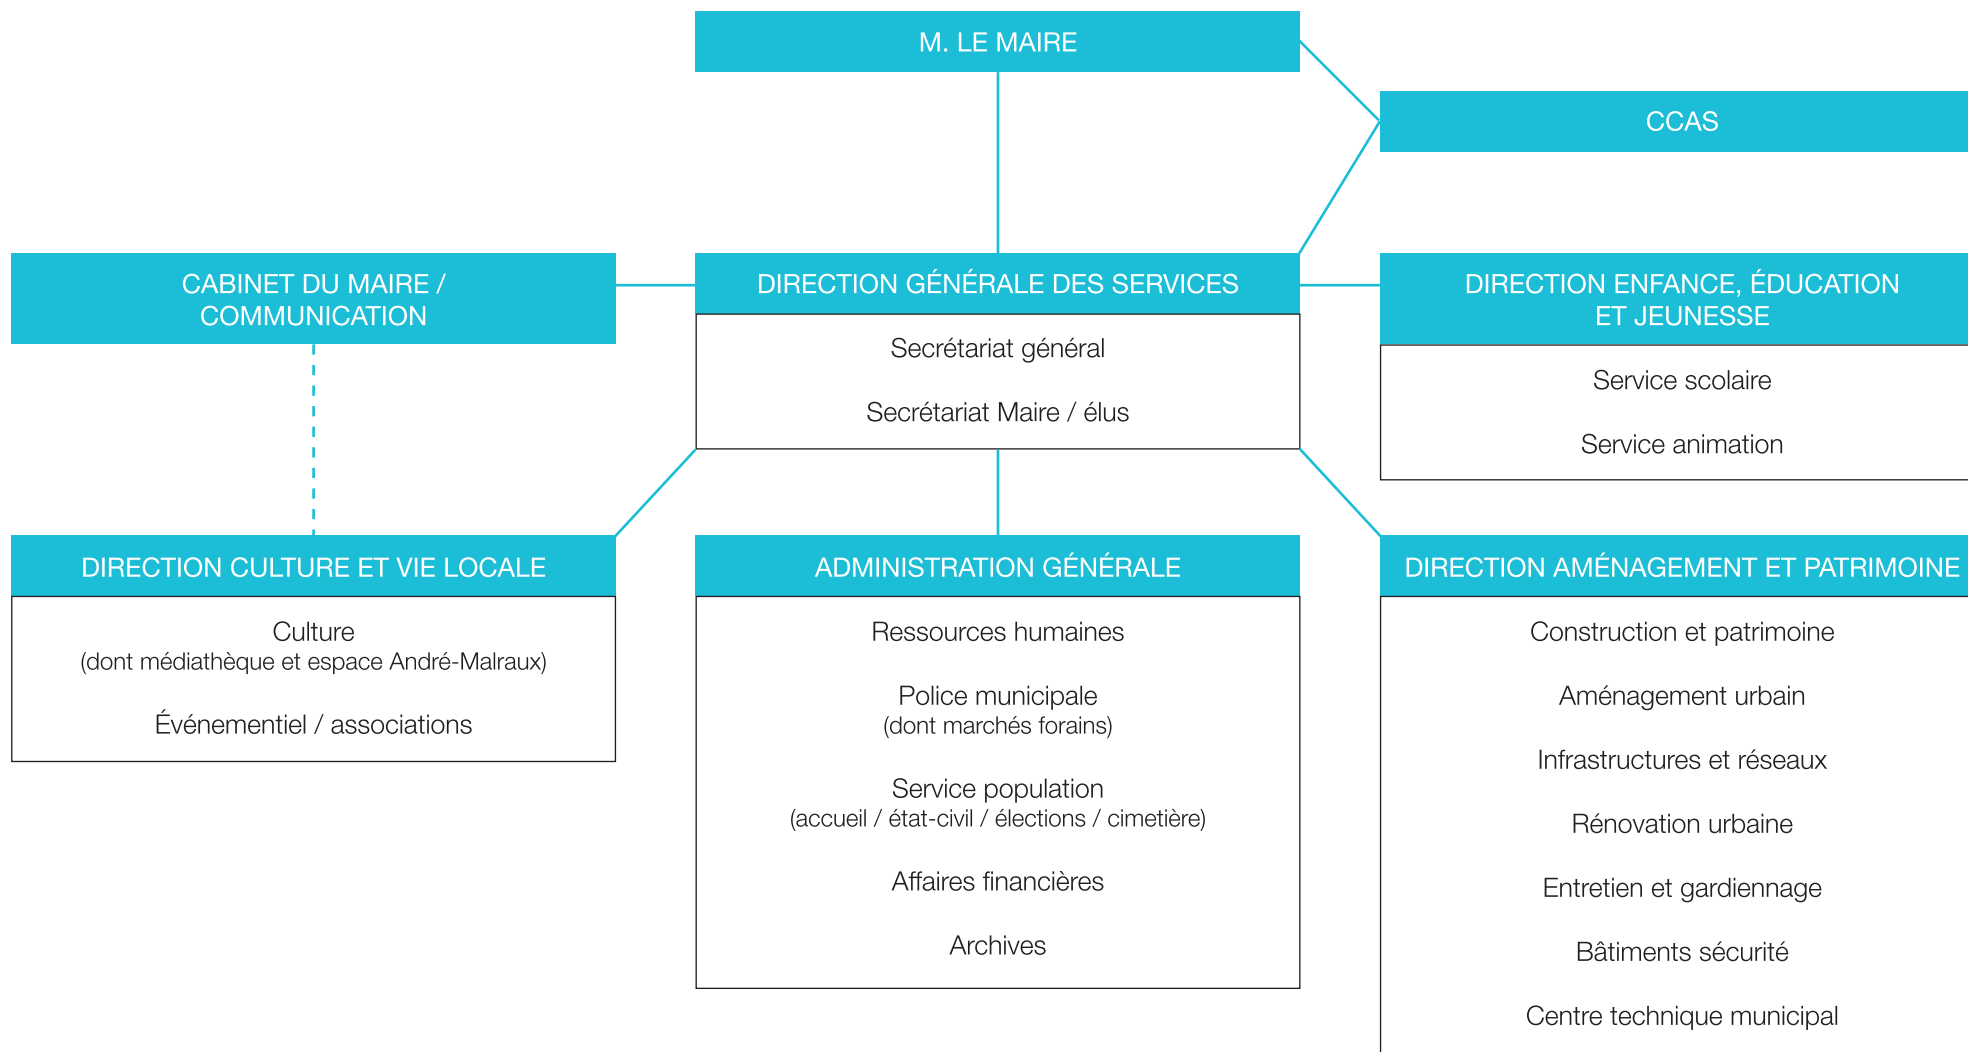 M. LE MAIRE
CCAS
CABINET DU MAIRE /
COMMUNICATION
DIRECTION GÉNÉRALE DES SERVICES
Secrétariat général
Secrétariat Maire / élus
DIRECTION ENFANCE, ÉDUCATION
ET JEUNESSE
Service scolaire
Service animation
DIRECTION CULTURE ET VIE LOCALE
Culture
(dont médiathèque et espace André-Malraux)
Événementiel / associations
ADMINISTRATION GÉNÉRALE
Ressources humaines
Police municipale
(dont marchés forains)
Service population
(accueil / état-civil / élections / cimetière)
Affaires financières
Archives
DIRECTION AMÉNAGEMENT ET PATRIMOINE
Construction et patrimoine
Aménagement urbain
Infrastructures et réseaux
Rénovation urbaine
Entretien et gardiennage
Bâtiments sécurité
Centre technique municipal